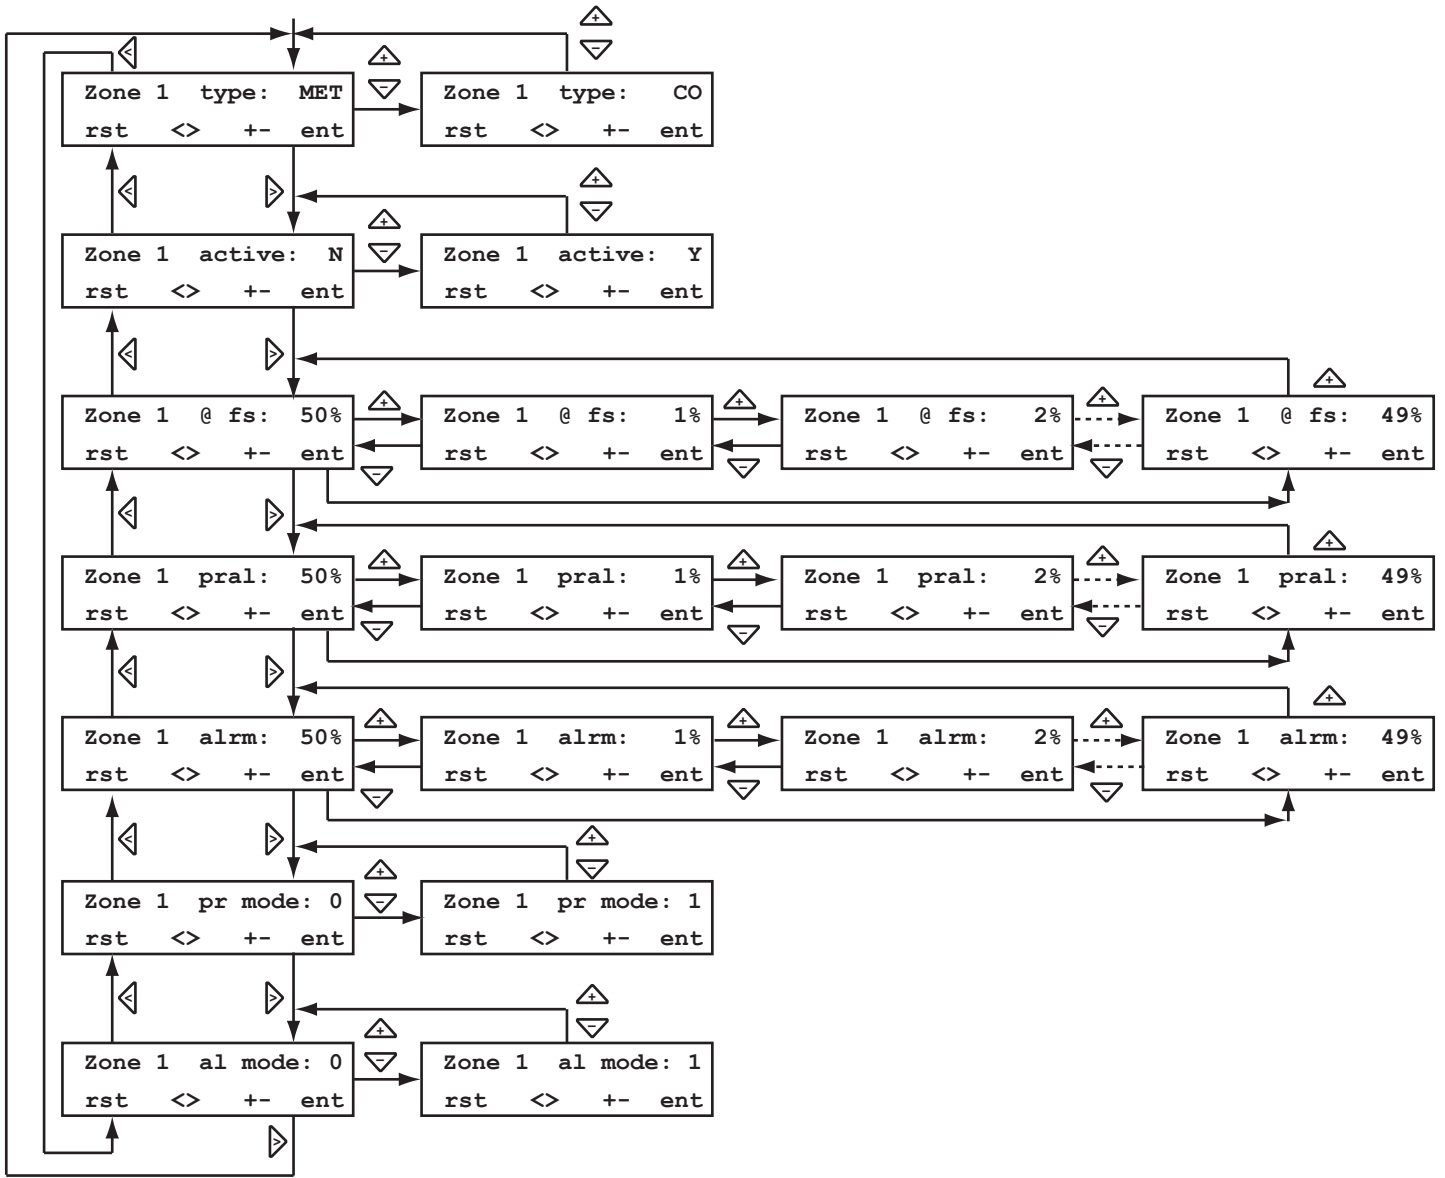 Zone 1 type: MET
rst <> +- ent
Zone 1 type: CO
rst <> +- ent
Zone 1 active: N
rst <> +- ent
Zone 1 active: Y
rst <> +- ent
Zone 1 @ fs: 50%
rst <> +- ent
Zone 1 @ fs: 1%
rst <> +- ent
Zone 1 @ fs: 2%
rst <> +- ent
Zone 1 @ fs: 49%
rst <> +- ent
Zone 1 pral: 50%
rst <> +- ent
Zone 1 pral: 1%
rst <> +- ent
Zone 1 pral: 2%
rst <> +- ent
Zone 1 pral: 49%
rst <> +- ent
Zone 1 alrm: 50%
rst <> +- ent
Zone 1 alrm: 1%
rst <> +- ent
Zone 1 alrm: 2%
rst <> +- ent
Zone 1 alrm: 49%
rst <> +- ent
Zone 1 pr mode: 0
rst <> +- ent
Zone 1 pr mode: 1
rst <> +- ent
Zone 1 al mode: 0
rst <> +- ent
Zone 1 al mode: 1
rst <> +- ent